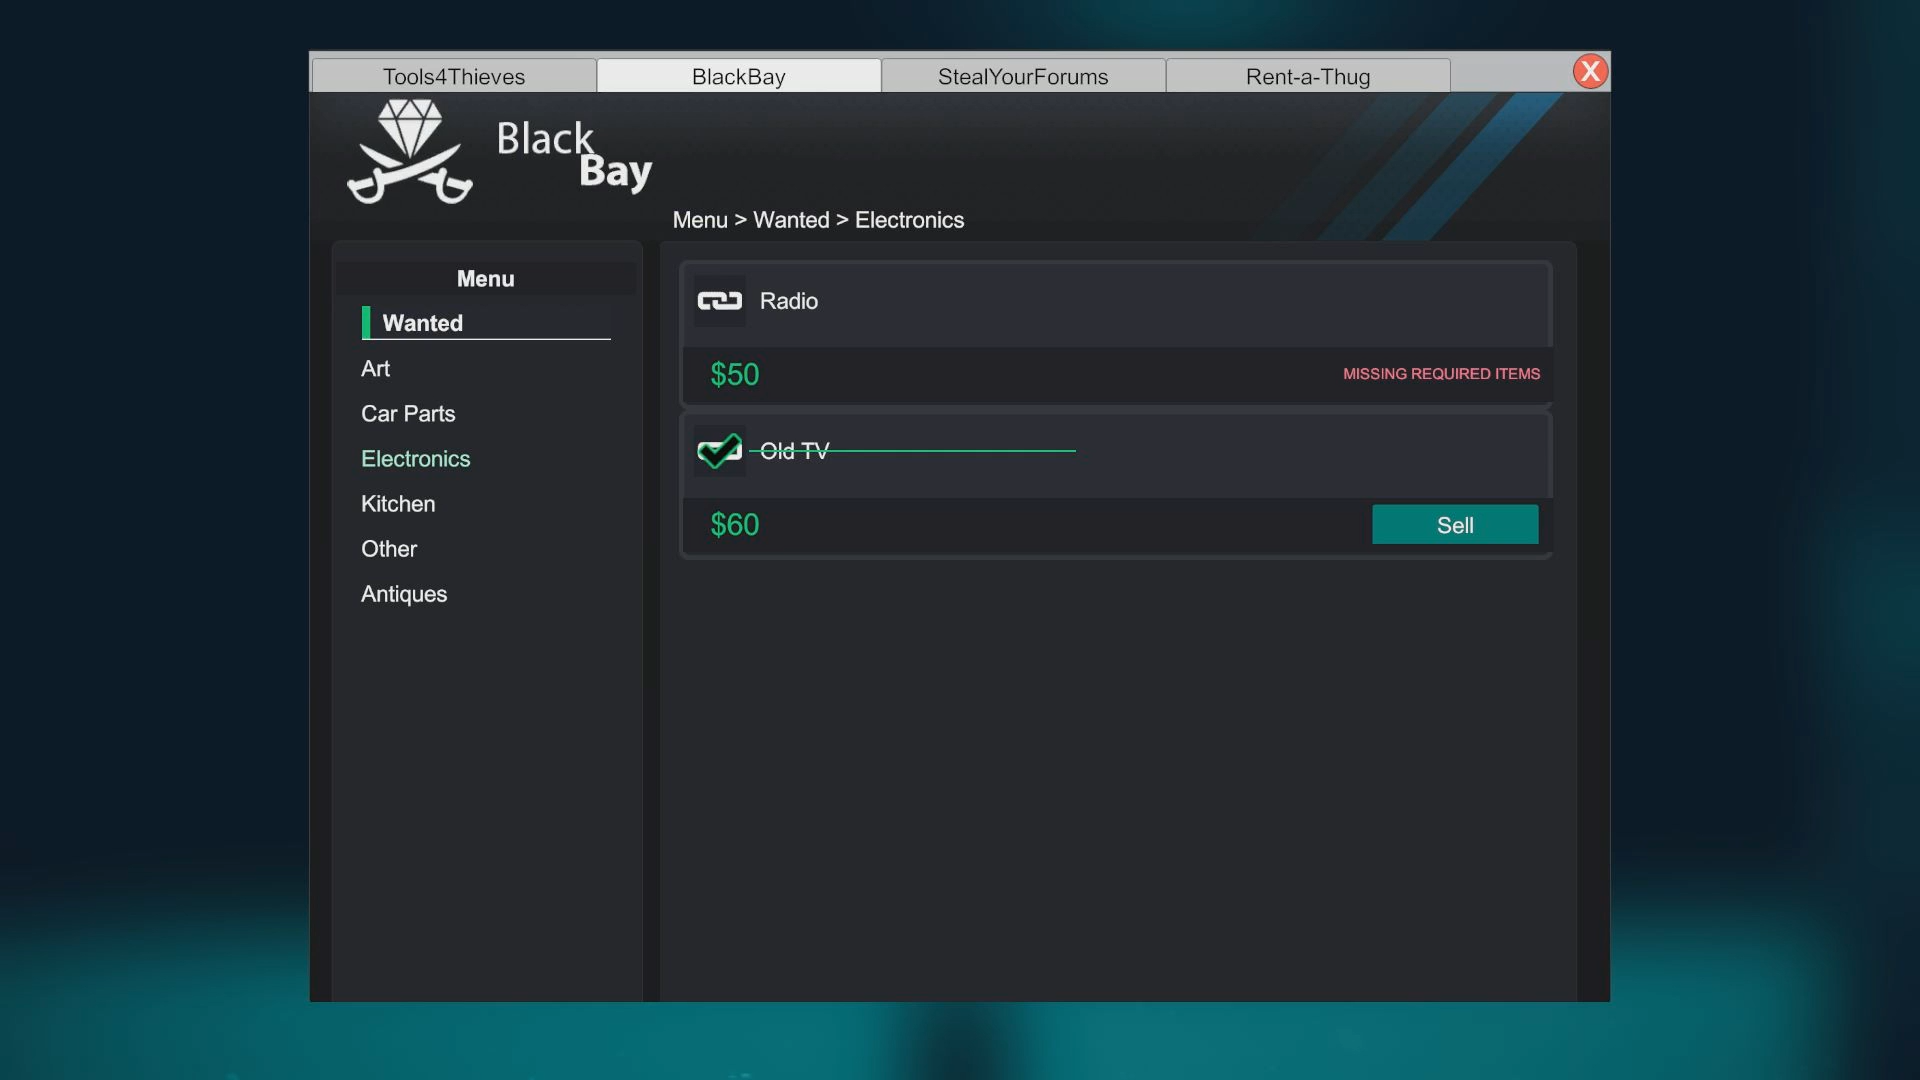 Tools4Thieves
BlackBay
StealYourForums
Rent-a-Thug
X
Black
Bay
Menu > Wanted > Electronics
Menu
Wanted
Art
Car Parts
Electronics
Kitchen
Other
Antiques
Radio
$50
MISSING REQUIRED ITEMS
Old TV
$60
Sell